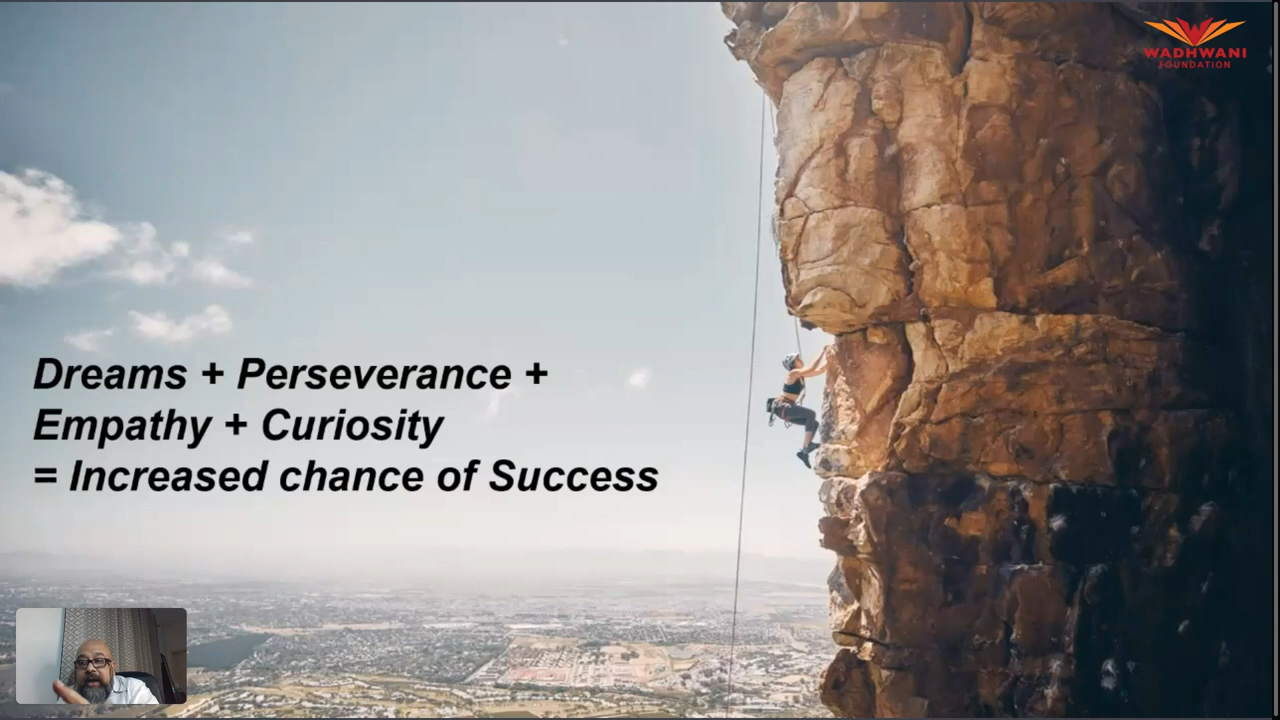 WADHWANI
FOUNDATION
Dreams + Perseverance +
Empathy + Curiosity
= Increased chance of Success